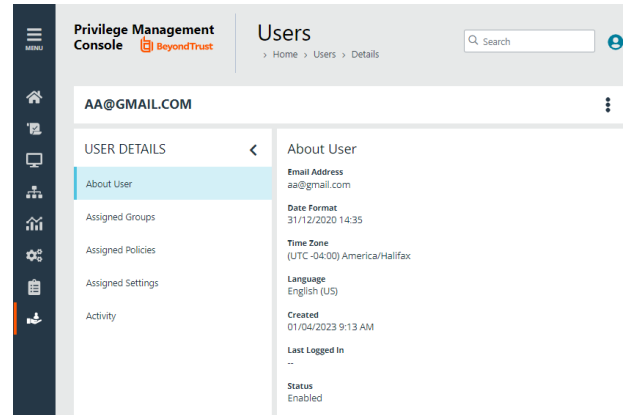 MENU
Privilege Management
Console BeyondTrust
Users
› Home › Users › Details
Search
AA@GMAIL.COM
USER DETAILS
About User
Assigned Groups
Assigned Policies
Assigned Settings
Activity
About User
Email Address
aa@gmail.com
Date Format
31/12/2020 14:35
Time Zone
(UTC -04:00) America/Halifax
Language
English (US)
Created
01/04/2023 9:13 AM
Last Logged In
--
Status
Enabled